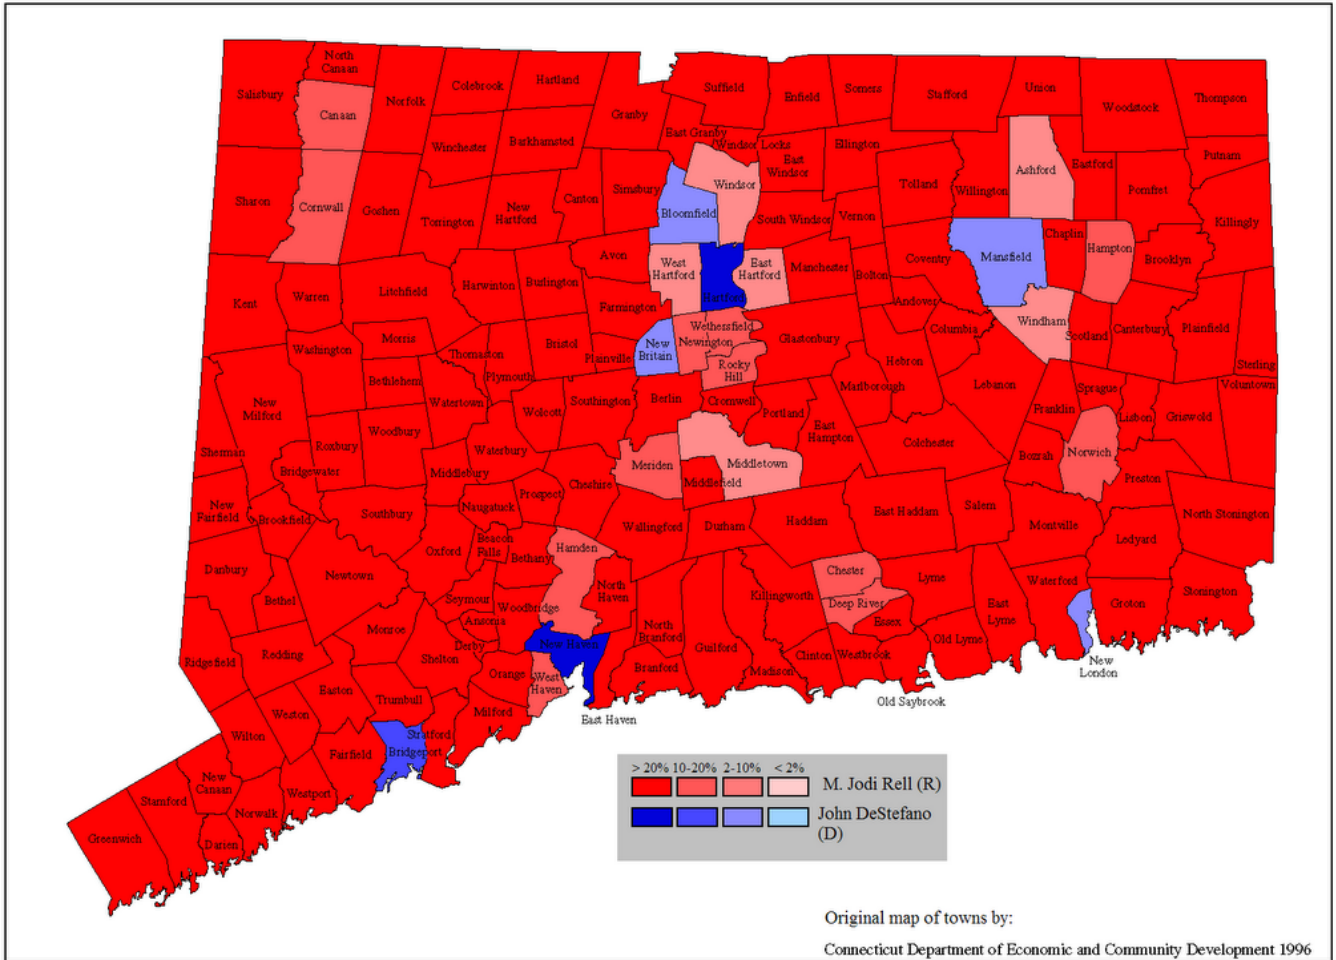 North
Canaan
Salisbury
Canaan
Norfolk
Colebrook
Hartland
Granby
Suffield
Enfield
Somers
Stafford
Union
Woodstock
Thompson
Winchester
Barkhamsted
East Granby
Windsor Locks
East
Windsor
Ellington
Tolland
Willington
Ashford
Eastford
Pomfret
Putnam
Sharon
Cornwall
Goshen
Torrington
New
Hartford
Canton
Simsbury
Bloomfield
Windsor
South Windsor
Vernon
Killingly
Kent
Warren
Litchfield
Harwinton
Burlington
Avon
West
Hartford
Hartford
East
Hartford
Manchester
Bolton
Coventry
Mansfield
Chaplin
Hampton
Brooklyn
Farmington
Andover
Columbia
Windham
Scotland
Canterbury
Plainfield
Sterling
Washington
Morris
Thomaston
Bristol
Plainville
New
Britain
Wethersfield
Newington
Rocky
Hill
Glastonbury
Hebron
Marlborough
Lebanon
Franklin
Sprague
Lisbon
Griswold
Voluntown
New
Milford
Bethlehem
Plymouth
Watertown
Wolcott
Southington
Berlin
Cromwell
Portland
East
Hampton
Colchester
Bozrah
Norwich
Preston
Sherman
Roxbury
Woodbury
Bridgewater
Middlebury
Waterbury
Cheshire
Meriden
Middletown
Middlefield
New
Fairfield
Brookfield
Southbury
Naugatuck
Prospect
Wallingford
Durham
Haddam
East Haddam
Salem
Montville
North Stonington
Ledyard
Danbury
Bethel
Newtown
Oxford
Beacon
Falls
Bethany
Hamden
North
Haven
Killingworth
Chester
Deep River
Essex
Lyme
East
Lyme
Waterford
Groton
Stonington
Seymour
Woodbridge
Ansonia
Derby
Monroe
Shelton
Orange
New Haven
West
Haven
North
Branford
Branford
Guilford
Madison
Clinton
Westbrook
Old Lyme
New
London
Old Saybrook
East Haven
Ridgefield
Redding
Easton
Weston
Trumbull
Milford
Stratford
Bridgeport
Fairfield
Wilton
New
Canaan
Westport
Norwalk
Stamford
Darien
Greenwich
> 20% 10-20% 2-10% < 2%
M. Jodi Rell (R)
John DeStefano
(D)
Original map of towns by:
Connecticut Department of Economic and Community Development 1996